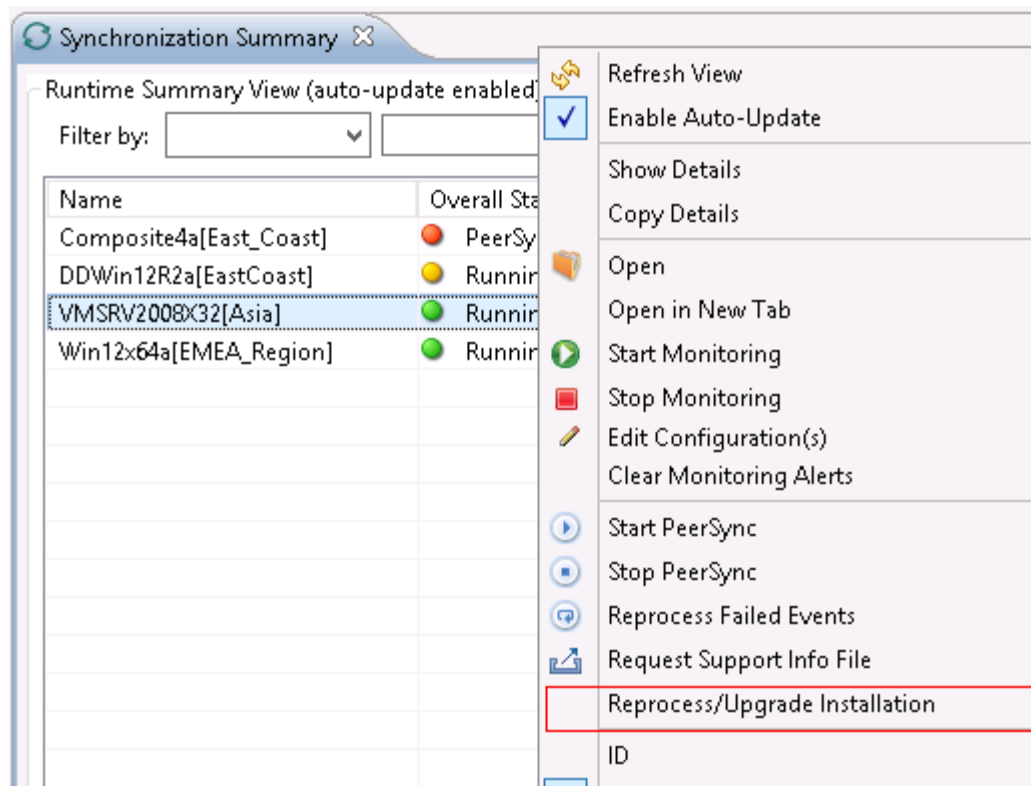 Synchronization Summary
Runtime Summary View (auto-update enabled)
Filter by:
Name Overall Sta
Composite4a[East_Coast] PeerSy
DDWin12R2a[EastCoast] Runnin
VMSRV2008X32[Asia] Runnin
Win12x64a[EMEA_Region] Runnin
Refresh View
Enable Auto-Update
Show Details
Copy Details
Open
Open in New Tab
Start Monitoring
Stop Monitoring
Edit Configuration(s)
Clear Monitoring Alerts
Start PeerSync
Stop PeerSync
Reprocess Failed Events
Request Support Info File
Reprocess/Upgrade Installation
ID